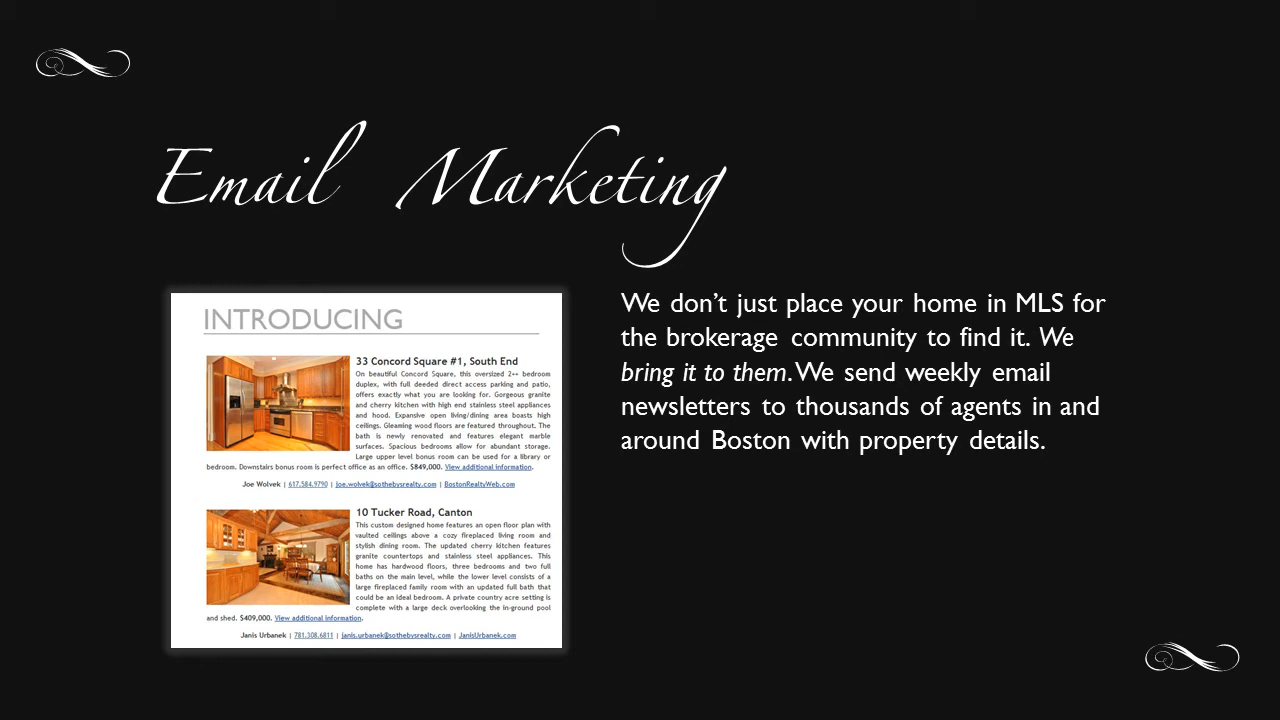 Email Marketing
INTRODUCING
33 Concord Square #1, South End
On beautiful Concord Square, this oversized 2++ bedroom
duplex, with full deeded direct access parking and patio,
offers exactly what you are looking for. Gorgeous granite
and cherry kitchen with high end stainless steel appliances
and hood. Expansive open living/dining area boasts high
ceilings. Gleaming wood floors are featured throughout. The
bath is newly renovated and features elegant marble
surfaces. Spacious bedrooms allow for abundant storage.
Large upper level bonus room can be used for a library or
bedroom. Downstairs bonus room is perfect office as an office. $849,000. View additional information.
Joe Wolvek | 617.584.9790 | joe.wolvek@sothebysrealty.com | BostonRealtyWeb.com
10 Tucker Road, Canton
This custom designed home features an open floor plan with
vaulted ceilings above a cozy fireplaced living room and
stylish dining room. The updated cherry kitchen features
granite countertops and stainless steel appliances. This
home has hardwood floors, three bedrooms and two full
baths on the main level, while the lower level consists of a
large fireplaced family room with an updated full bath that
could be an ideal bedroom. A private country acre setting is
complete with a large deck overlooking the in-ground pool
and shed. $409,000. View additional information.
Janis Urbanek | 781.308.6811 | janis.urbanek@sothebysrealty.com | JanisUrbanek.com
We don't just place your home in MLS for
the brokerage community to find it. We
bring it to them. We send weekly email
newsletters to thousands of agents in and
around Boston with property details.